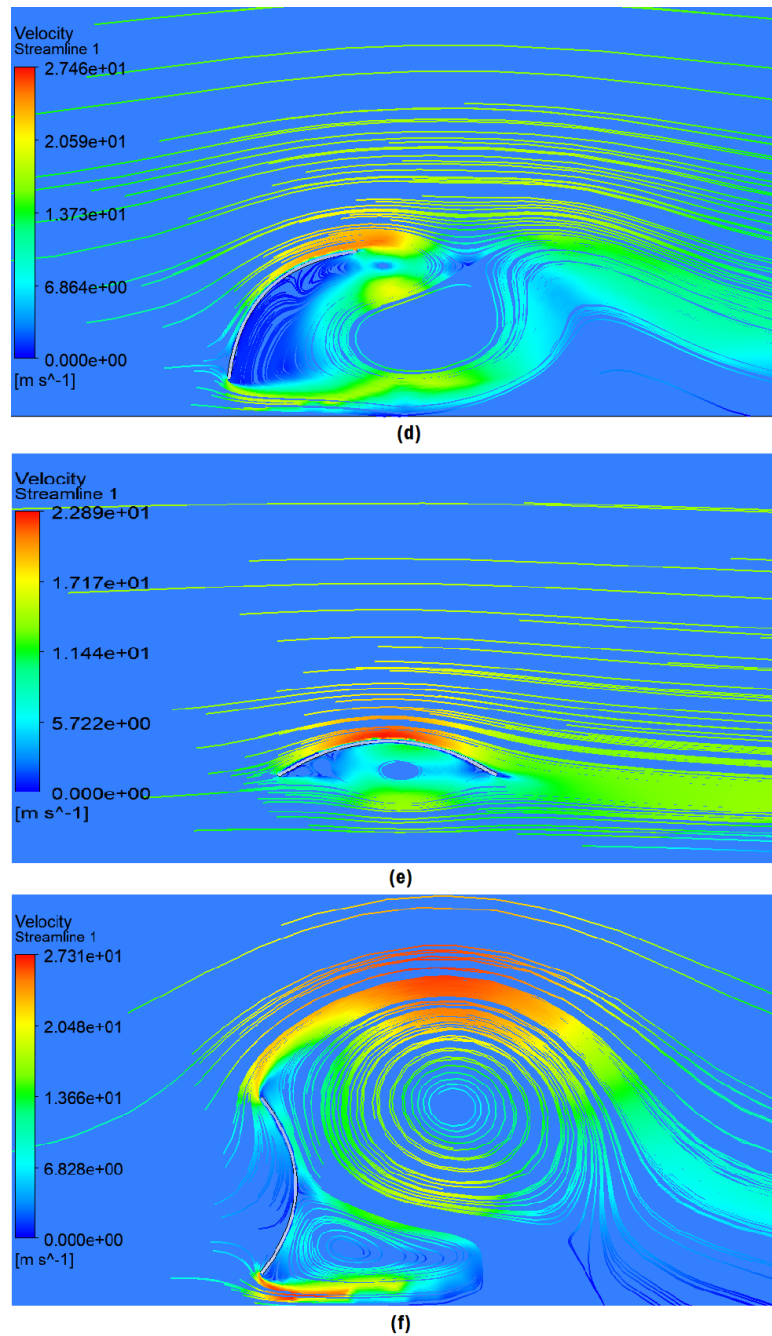 Velocity
Streamline 1
2.746e+01
2.059e+01
1.373e+01
6.864e+00
0.000e+00
[m s^-1]
(d)
Velocity
Streamline 1
2.289e+01
1.717e+01
1.144e+01
5.722e+00
0.000e+00
[m s^-1]
(e)
Velocity
Streamline 1
2.731e+01
2.048e+01
1.366e+01
6.828e+00
0.000e+00
[m s^-1]
(f)